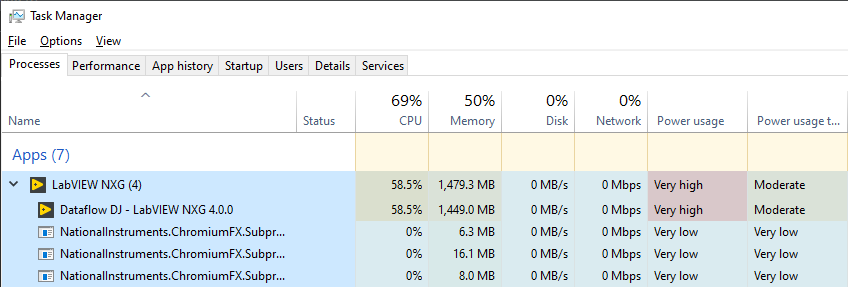 Task Manager
File Options View
Processes Performance App history Startup Users Details Services
69% 50% 0% 0%
Name Status CPU Memory Disk Network Power usage Power usage t...
Apps (7)
LabVIEW NXG (4) 58.5% 1,479.3 MB 0 MB/s 0 Mbps Very high Moderate
Dataflow DJ - LabVIEW NXG 4.0.0 58.5% 1,449.0 MB 0 MB/s 0 Mbps Very high Moderate
NationalInstruments.ChromiumFX.Subpr... 0% 6.3 MB 0 MB/s 0 Mbps Very low Very low
NationalInstruments.ChromiumFX.Subpr... 0% 16.1 MB 0 MB/s 0 Mbps Very low Very low
NationalInstruments.ChromiumFX.Subpr... 0% 8.0 MB 0 MB/s 0 Mbps Very low Very low